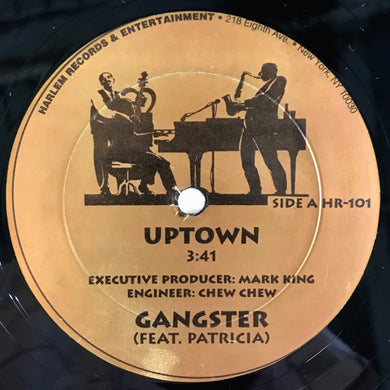 HARLEM RECORDS & ENTERTAINMENT • 218 Eighth Ave. • New York, NY 10030
SIDE A HR-101
UPTOWN
3:41
EXECUTIVE PRODUCER: MARK KING
ENGINEER: CHEW CHEW
GANGSTER
(FEAT. PATR!CIA)